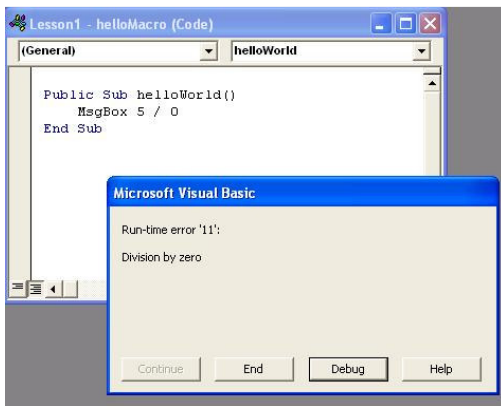 Lesson1 - helloMacro (Code)
(General) helloWorld
Public Sub helloWorld()
MsgBox 5 / 0
End Sub
Microsoft Visual Basic
Run-time error '11':
Division by zero
Continue End Debug Help